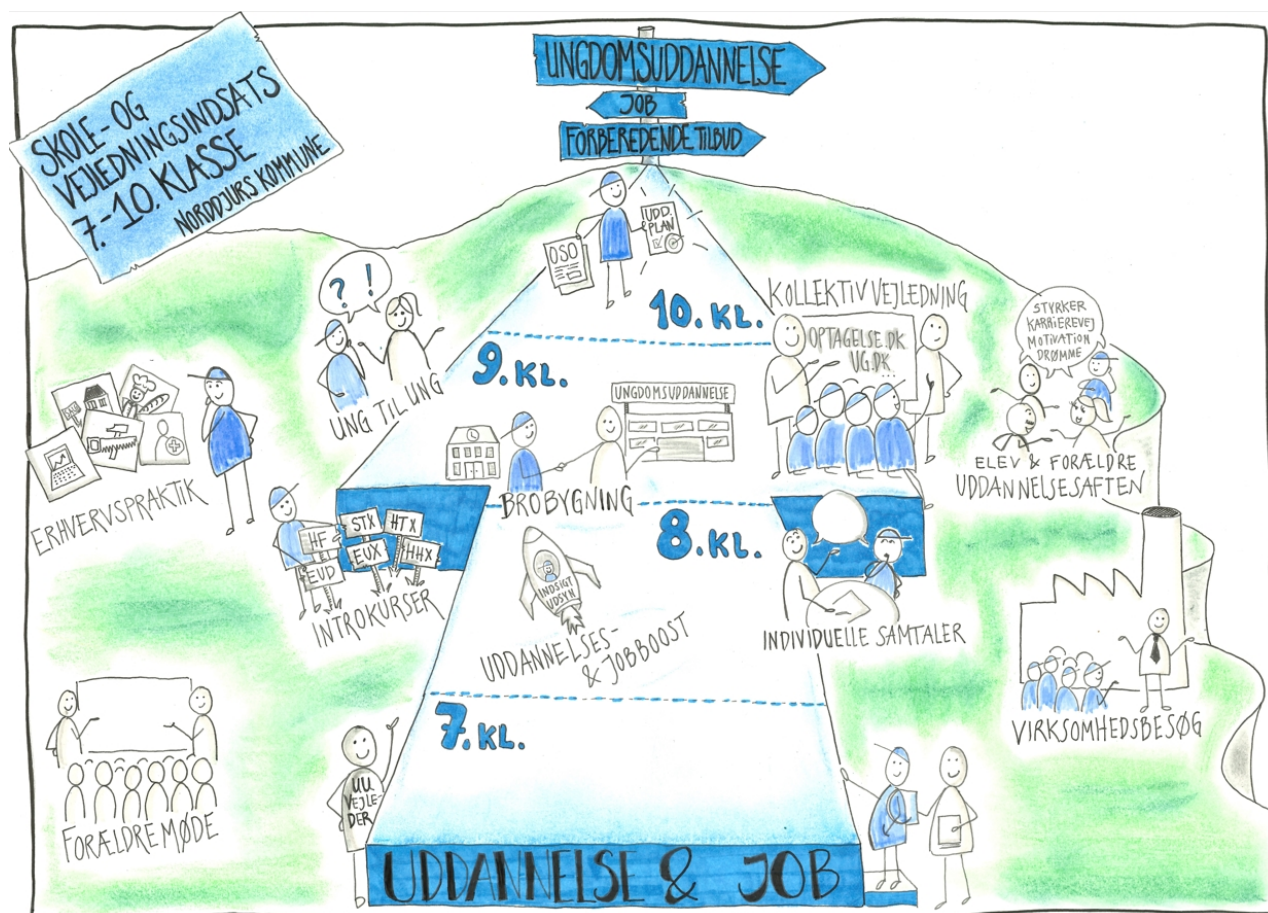 SKOLE- OG
VEJLEDNINGSINDSATS
7.-10. KLASSE
NORDDJURS KOMMUNE
UNGDOMSUDDANNELSE
JOB
FORBEREDENDE TILBUD
OSO
UDD.
PLAN
10. KL.
? !
UNG TIL UNG
KOLLEKTIV VEJLEDNING
OPTAGELSE.DK
UG.DK
STYRKER
KARRIEREVEJ
MOTIVATION
DRØMME
ELEV & FORÆLDRE
UDDANNELSESAFTEN
9. KL.
UNGDOMSUDDANNELSE
BROBYGNING
ERHVERVSPRAKTIK
HF
STX
HTX
EUD
EUX
HHX
INTROKURSER
8. KL.
INDSIGT
UDSYN
UDDANNELSES-
& JOBBOOST
INDIVIDUELLE SAMTALER
VIRKSOMHEDSBESØG
7. KL.
FORÆLDREMØDE
UU
VEJLE-
DER
UDDANNELSE & JOB